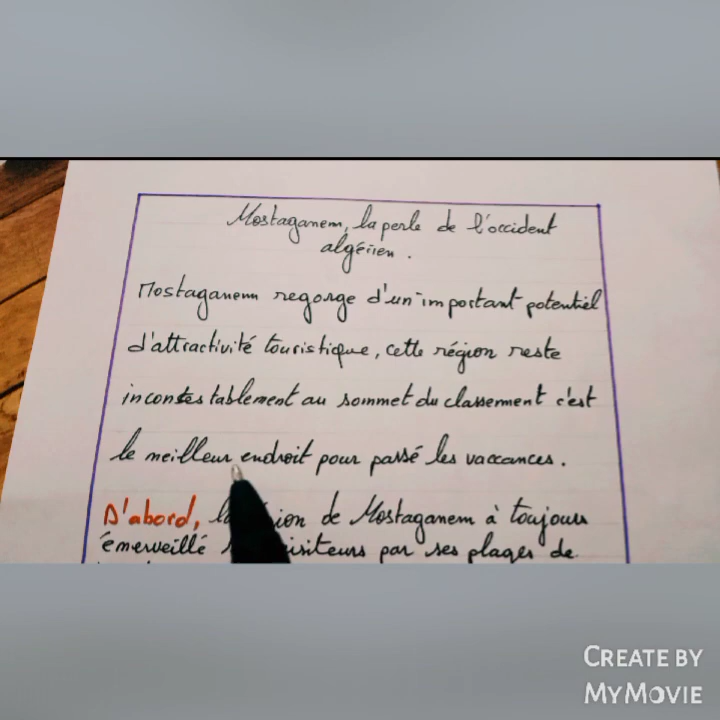 Mostaganem, la perle de l'occident
algérien.
Mostaganem regorge d'un important potentiel
d'attractivité touristique, cette région reste
incontestablement au sommet du classement c'est
le meilleur endroit pour passé les vaccances.
D'abord, de Mostaganem à toujours
émerveillé par ses plages de
CREATE BY
MYMOVIE